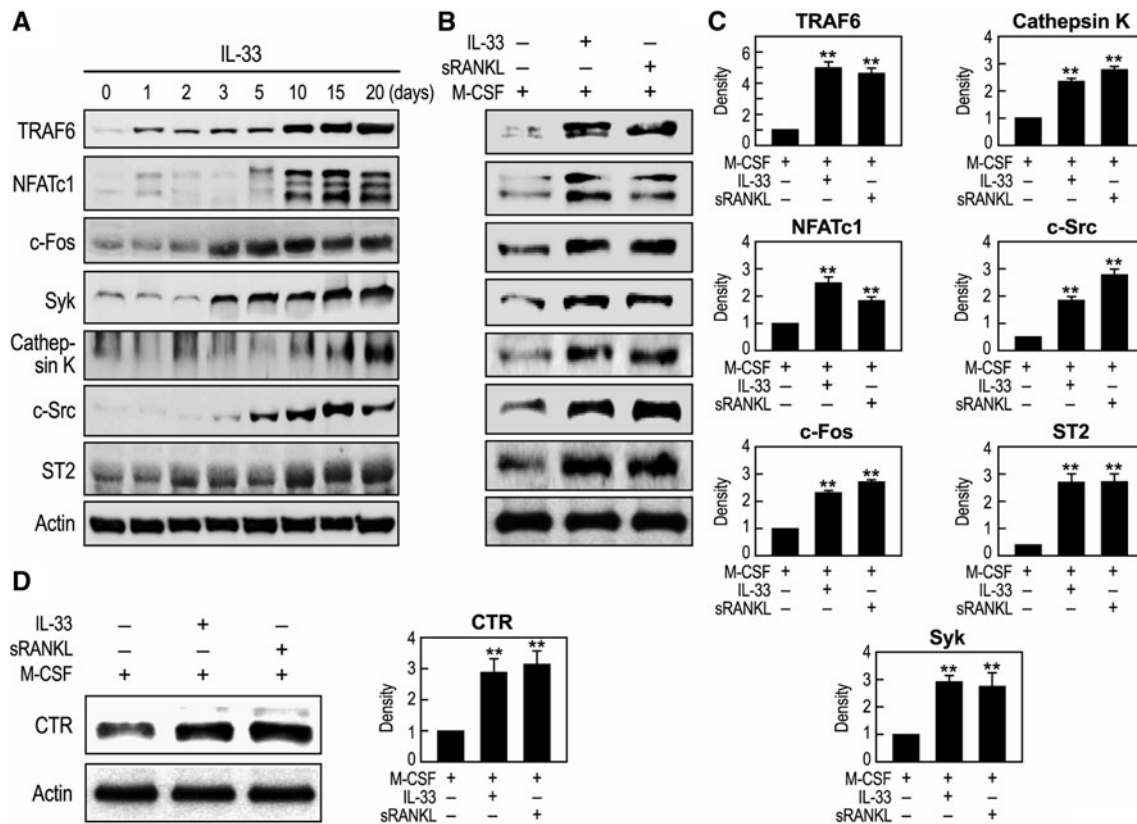 A
IL-33
0 1 2 3 5 10 15 20 (days)
TRAF6
NFATc1
c-Fos
Syk
Cathep-
sin K
c-Src
ST2
Actin
B
IL-33 – + –
sRANKL – – +
M-CSF + + +
C
TRAF6
Density
6
4
2
0
**
**
M-CSF + + +
IL-33 – + –
sRANKL – – +
Cathepsin K
Density
4
3
2
1
0
**
**
M-CSF + + +
IL-33 – + –
sRANKL – – +
NFATc1
Density
4
3
2
1
0
**
**
M-CSF + + +
IL-33 – + –
sRANKL – – +
c-Src
Density
4
3
2
1
0
**
**
M-CSF + + +
IL-33 – + –
sRANKL – – +
c-Fos
Density
4
3
2
1
0
**
**
M-CSF + + +
IL-33 – + –
sRANKL – – +
ST2
Density
4
3
2
1
0
**
**
M-CSF + + +
IL-33 – + –
sRANKL – – +
Syk
Density
4
3
2
1
0
**
**
M-CSF + + +
IL-33 – + –
sRANKL – – +
D
IL-33 – + –
sRANKL – – +
M-CSF + + +
CTR
Actin
CTR
Density
4
3
2
1
0
**
**
M-CSF + + +
IL-33 – + –
sRANKL – – +